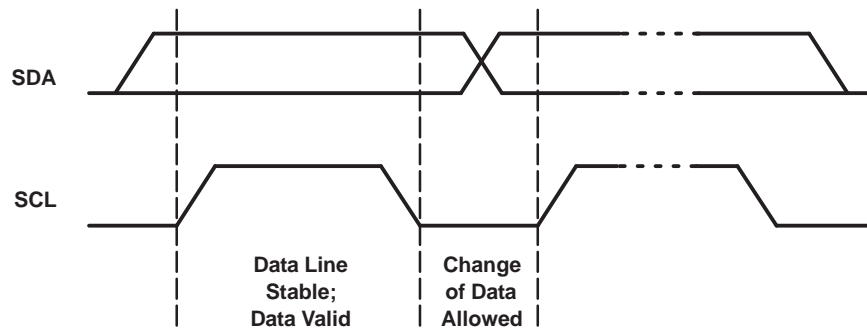 SDA
SCL
Data Line
Stable;
Data Valid
Change
of Data
Allowed